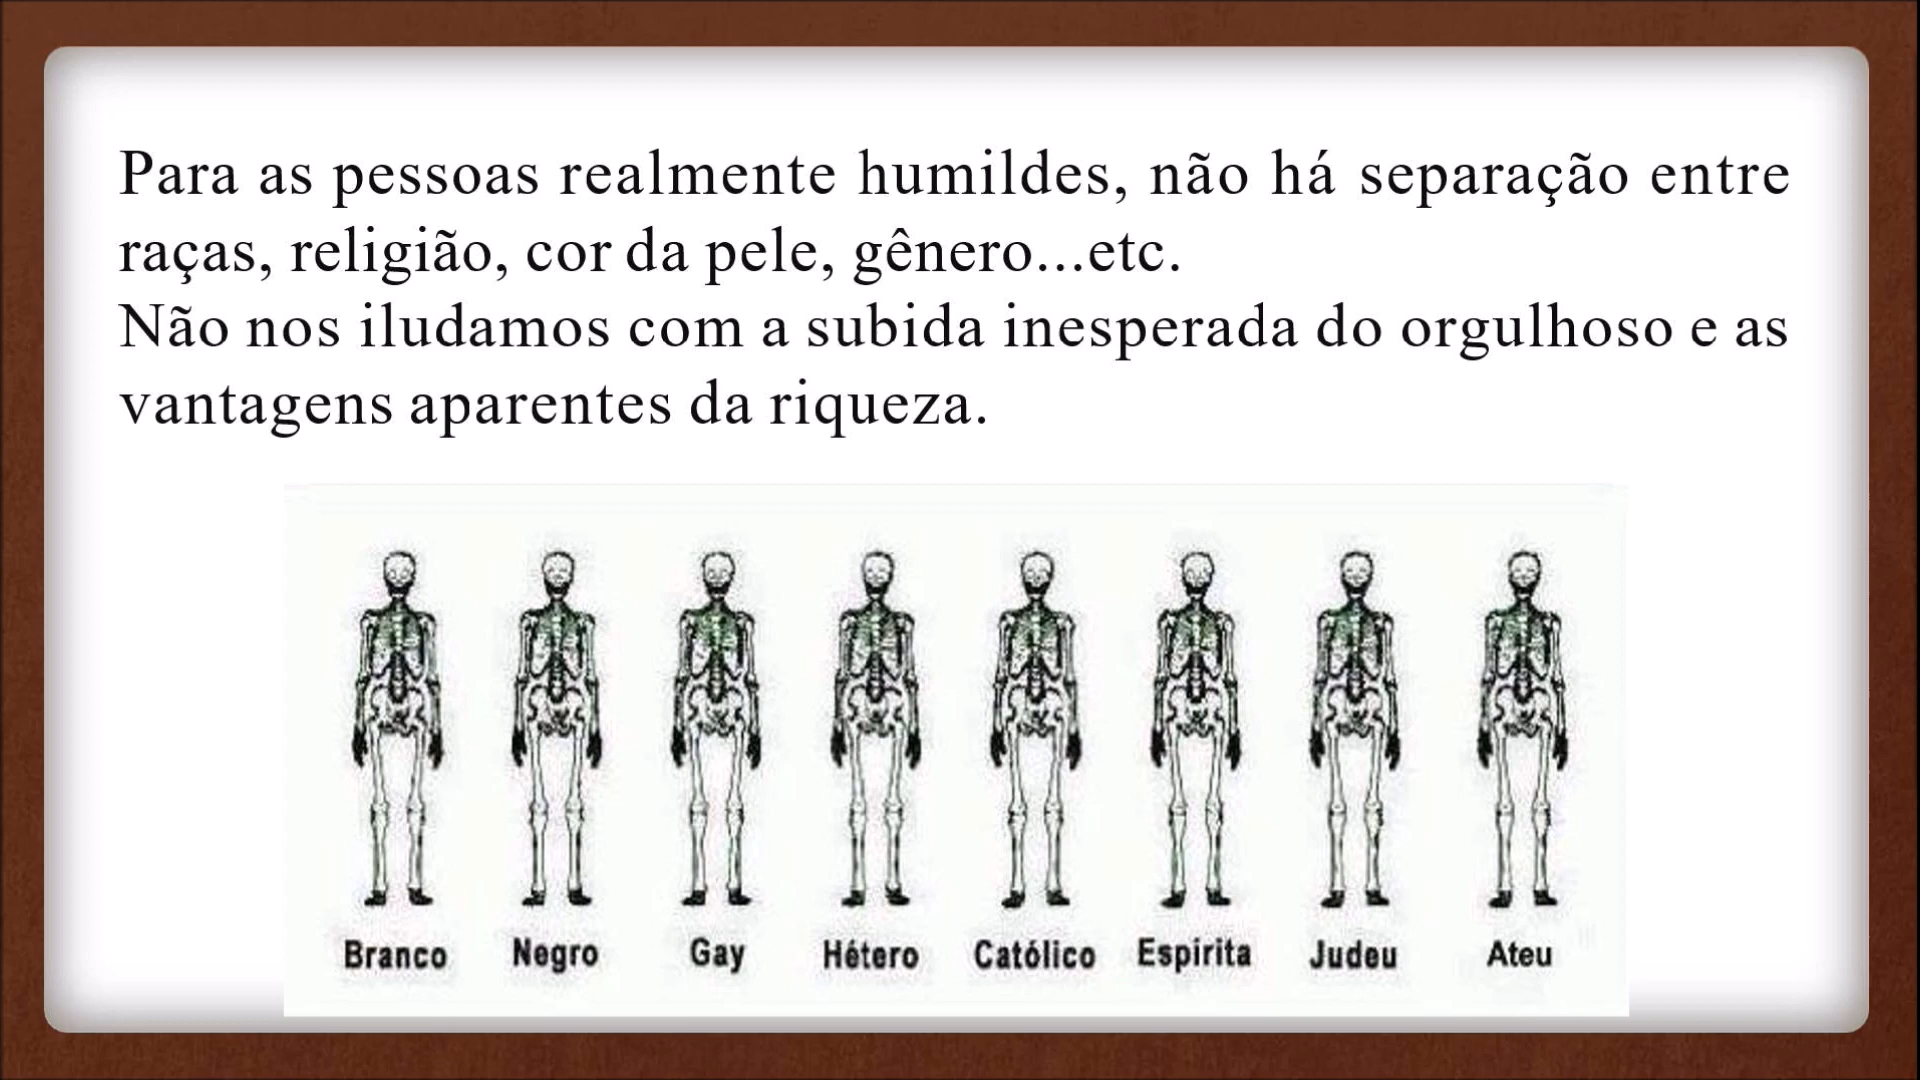 Para as pessoas realmente humildes, não há separação entre
raças, religião, cor da pele, gênero...etc.
Não nos iludamos com a subida inesperada do orgulhoso e as
vantagens aparentes da riqueza.
Branco Negro Gay Hétero Católico Espírita Judeu Ateu